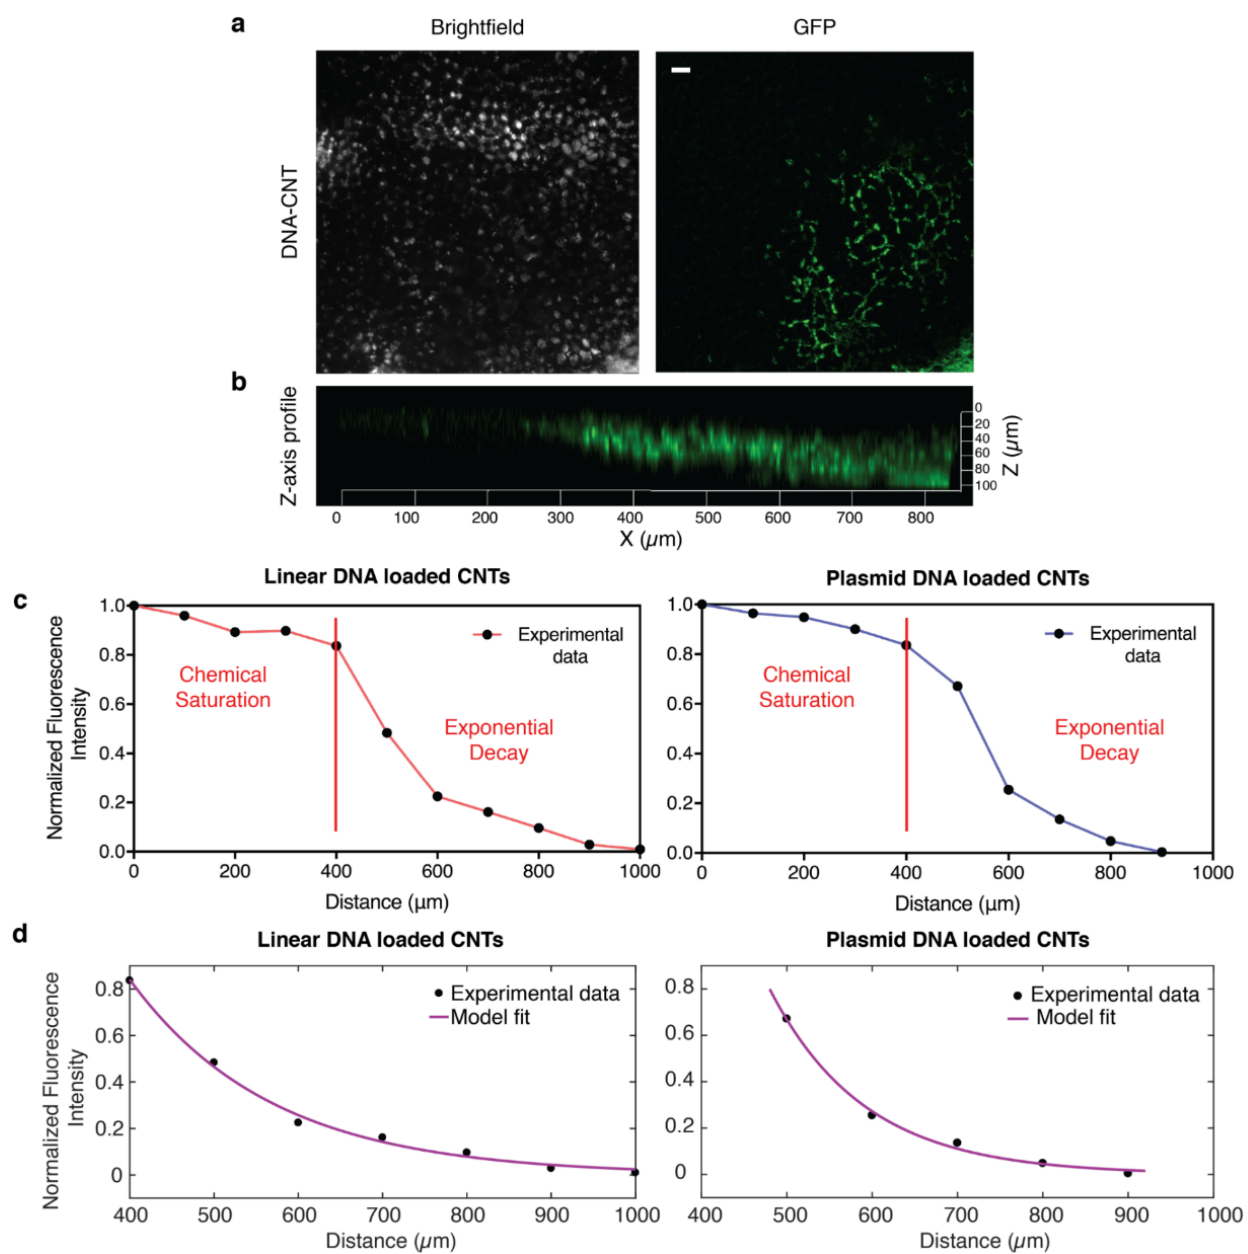 a
Brightfield
GFP
DNA-CNT
b
Z-axis profile
0
20
40
60
80
100
Z (µm)
0 100 200 300 400 500 600 700 800
X (µm)
c
Linear DNA loaded CNTs
Normalized Fluorescence
Intensity
1.0
0.8
0.6
0.4
0.2
0.0
Experimental
data
Chemical
Saturation
Exponential
Decay
0 200 400 600 800 1000
Distance (µm)
Plasmid DNA loaded CNTs
1.0
0.8
0.6
0.4
0.2
0.0
Experimental
data
Chemical
Saturation
Exponential
Decay
0 200 400 600 800 1000
Distance (µm)
d
Linear DNA loaded CNTs
Normalized Fluorescence
Intensity
0.8
0.6
0.4
0.2
0
Experimental data
Model fit
400 500 600 700 800 900 1000
Distance (µm)
Plasmid DNA loaded CNTs
0.8
0.6
0.4
0.2
0
Experimental data
Model fit
400 500 600 700 800 900 1000
Distance (µm)